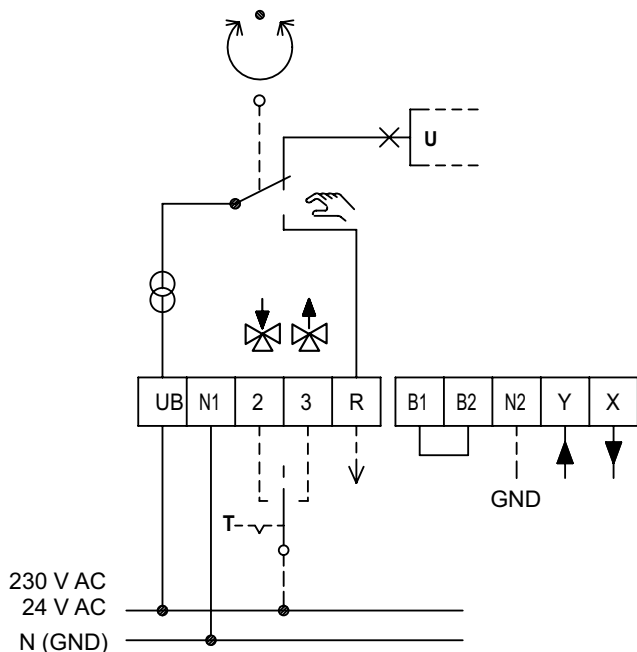 U
UB N1 2 3 R B1 B2 N2 Y X
GND
T
230 V AC
24 V AC
N (GND)